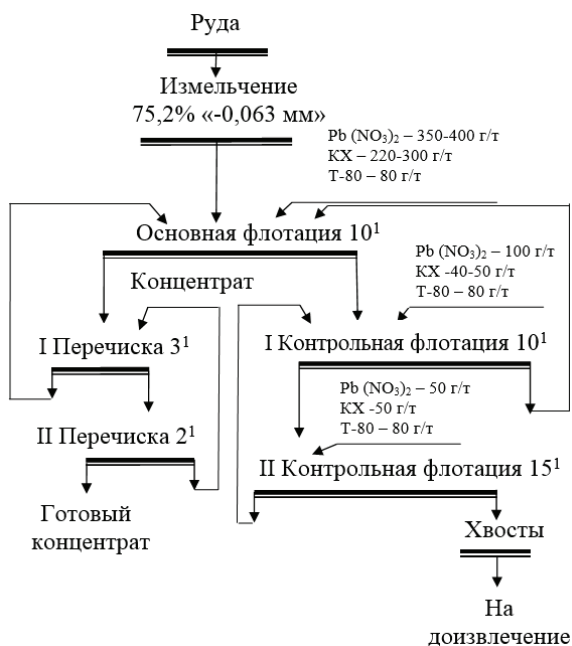 Руда
Измельчение
75,2% «-0,063 мм»
Pb (NO₃)₂ – 350-400 г/т
КХ – 220-300 г/т
Т-80 – 80 г/т
Основная флотация 10¹
Концентрат
Pb (NO₃)₂ – 100 г/т
КХ -40-50 г/т
Т-80 – 80 г/т
I Перечиска 3¹
I Контрольная флотация 10¹
Pb (NO₃)₂ – 50 г/т
КХ -50 г/т
Т-80 – 80 г/т
II Перечиска 2¹
II Контрольная флотация 15¹
Готовый
концентрат
Хвосты
На
доизвлечение